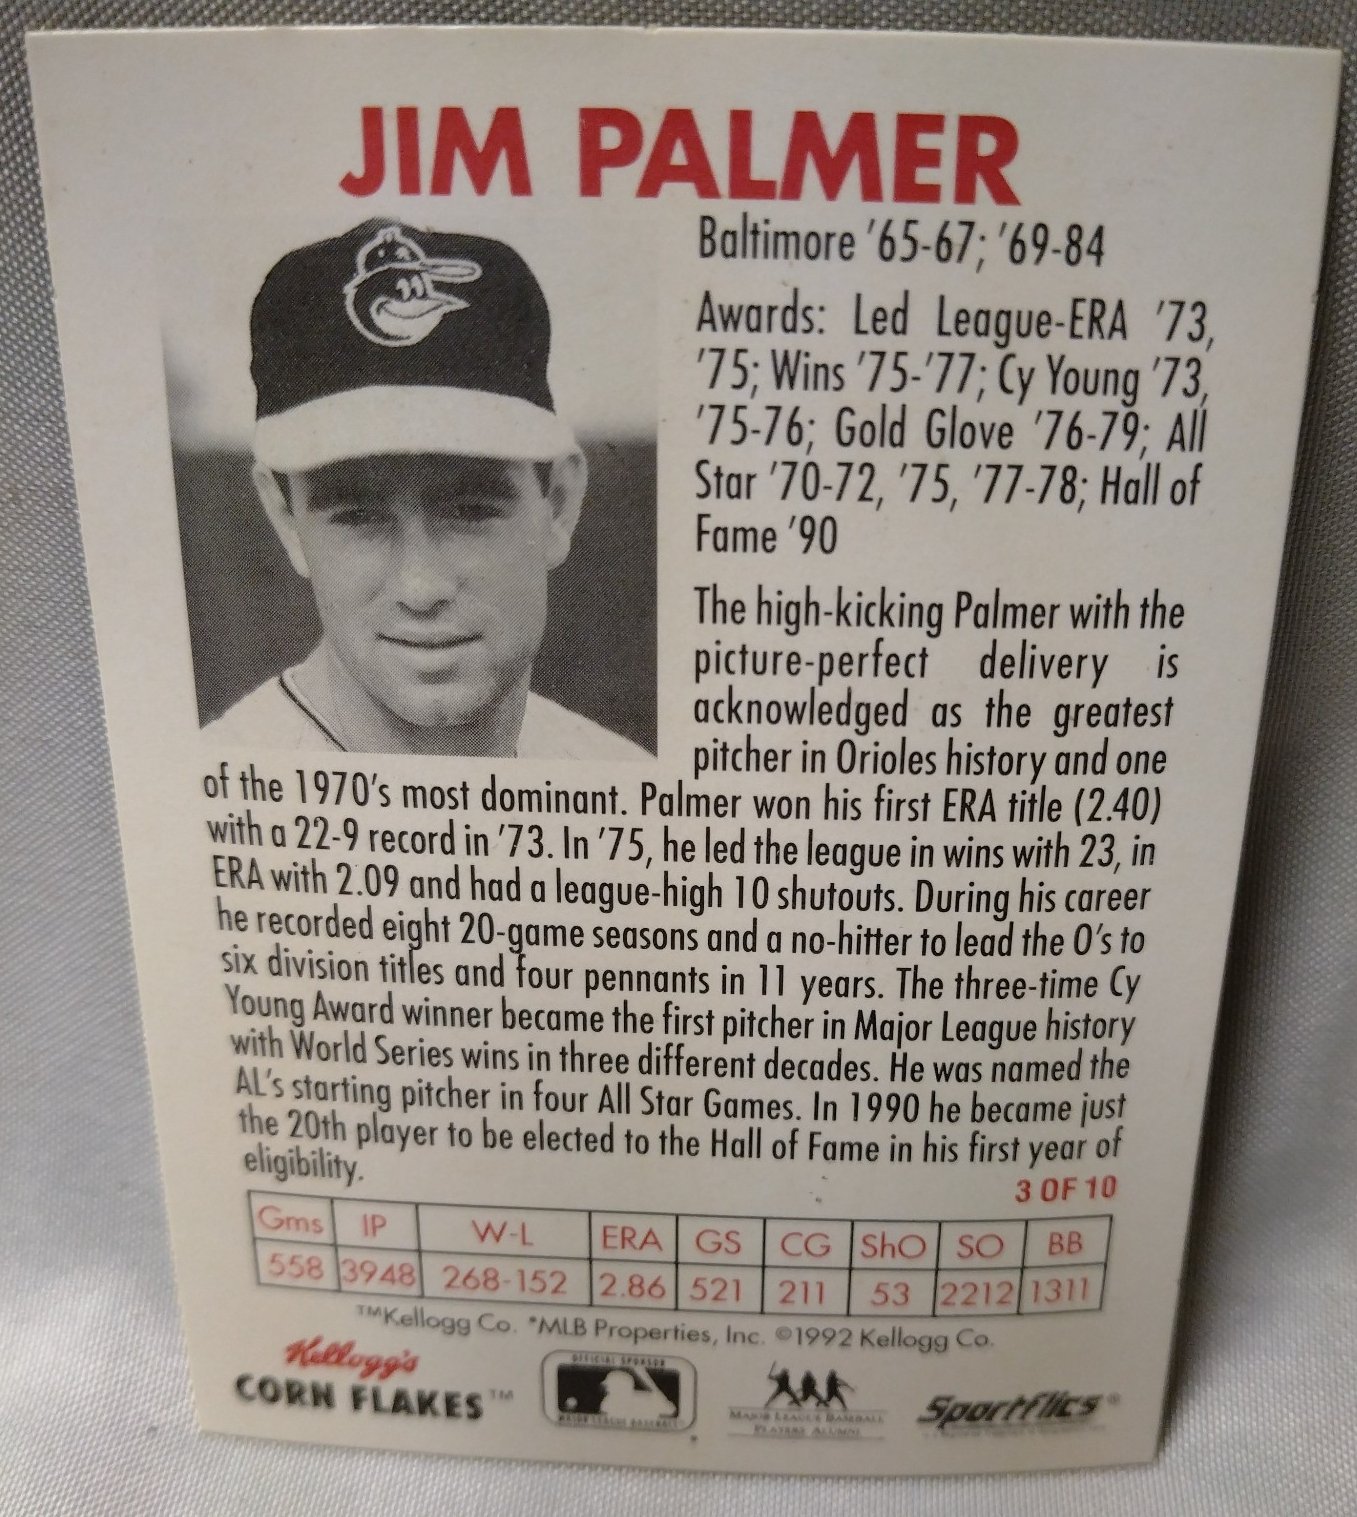 JIM PALMER
Baltimore '65-67; '69-84
Awards: Led League-ERA '73,
'75; Wins '75-'77; Cy Young '73,
'75-76; Gold Glove '76-79; All
Star '70-72, '75, '77-78; Hall of
Fame '90
The high-kicking Palmer with the
picture-perfect delivery is
acknowledged as the greatest
pitcher in Orioles history and one
of the 1970's most dominant. Palmer won his first ERA title (2.40)
with a 22-9 record in '73. In '75, he led the league in wins with 23, in
ERA with 2.09 and had a league-high 10 shutouts. During his career
he recorded eight 20-game seasons and a no-hitter to lead the O's to
six division titles and four pennants in 11 years. The three-time Cy
Young Award winner became the first pitcher in Major League history
with World Series wins in three different decades. He was named the
AL's starting pitcher in four All Star Games. In 1990 he became just
the 20th player to be elected to the Hall of Fame in his first year of
eligibility.
3 OF 10
Gms IP W-L ERA GS CG ShO SO BB
558 3948 268-152 2.86 521 211 53 2212 1311
™Kellogg Co. *MLB Properties, Inc. ©1992 Kellogg Co.
Kellogg's
CORN FLAKES™
OFFICIAL SPONSOR
MAJOR LEAGUE BASEBALL
MAJOR LEAGUE BASEBALL
PLAYERS ALUMNI
Sportflics®